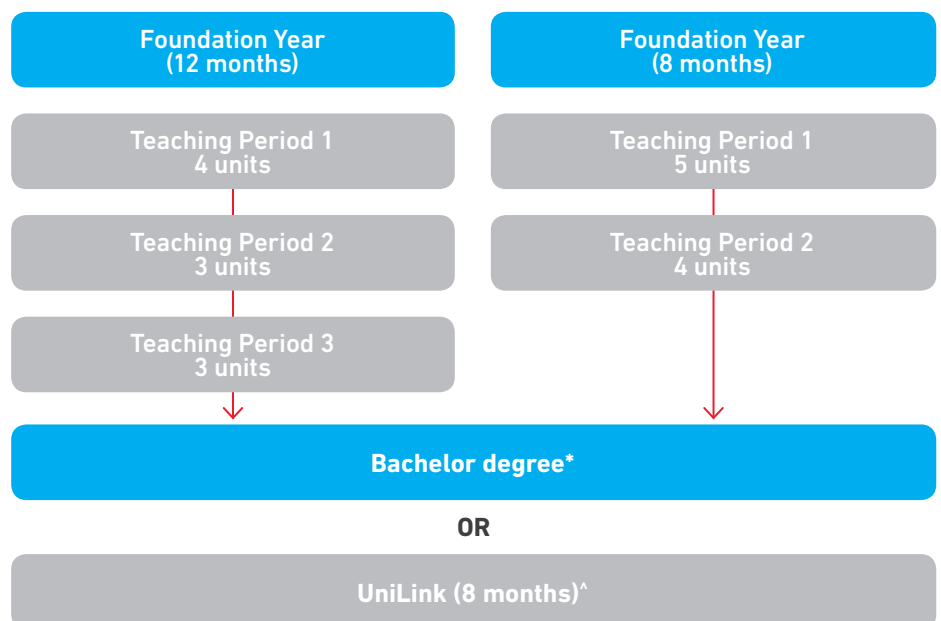 Foundation Year
(12 months)
Foundation Year
(8 months)
Teaching Period 1
4 units
Teaching Period 1
5 units
Teaching Period 2
3 units
Teaching Period 2
4 units
Teaching Period 3
3 units
Bachelor degree*
OR
UniLink (8 months)^